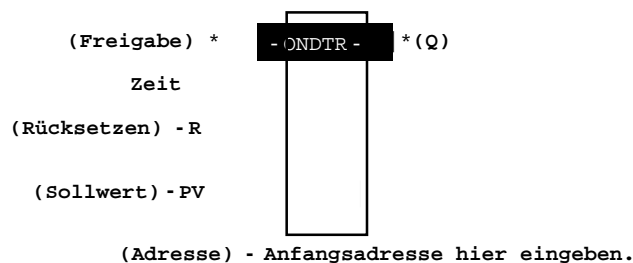 (Freigabe) * -ONDTR- *(Q)
Zeit
(Rücksetzen) -R
(Sollwert) -PV
(Adresse) - Anfangsadresse hier eingeben.